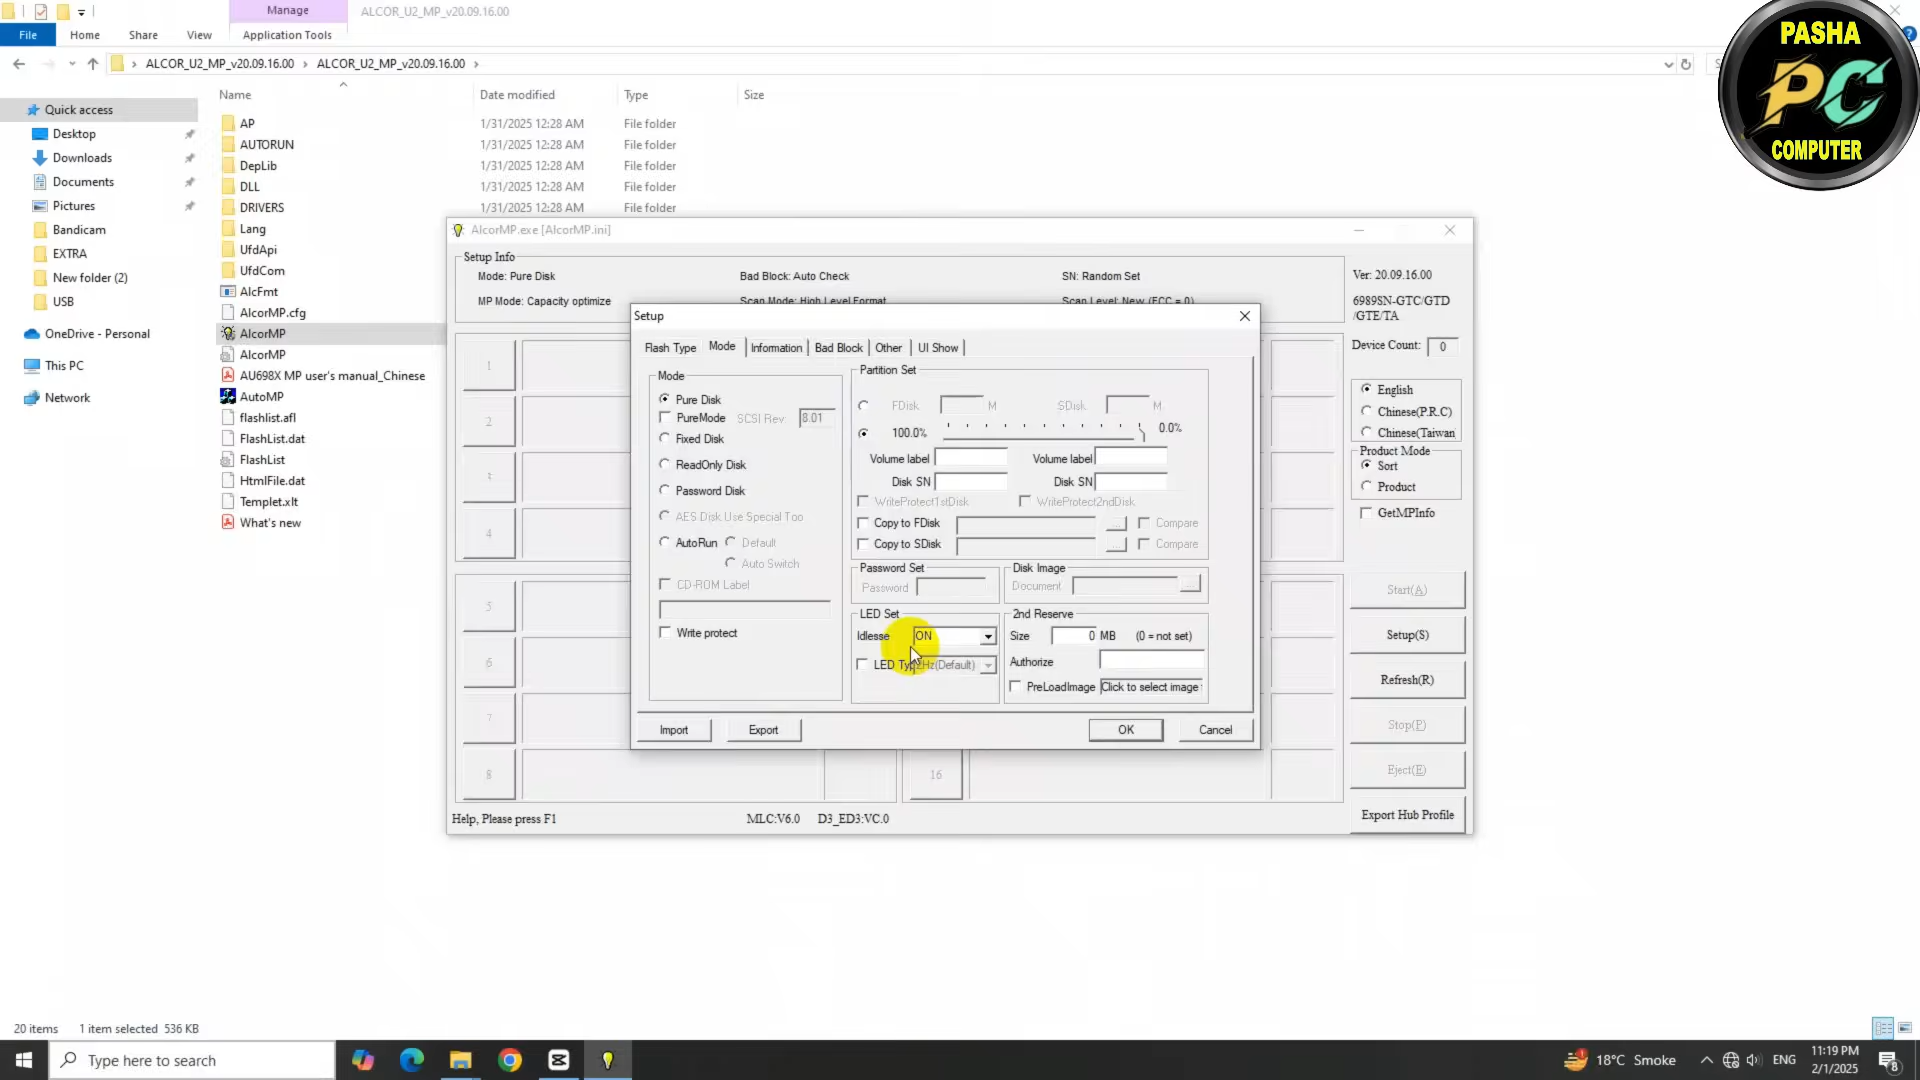 Manage
ALCOR_U2_MP_v20.09.16.00
File
Home
Share
View
Application Tools
ALCOR_U2_MP_v20.09.16.00 › ALCOR_U2_MP_v20.09.16.00 ›
PASHA
PC
COMPUTER
Quick access
Desktop
Downloads
Documents
Pictures
Bandicam
EXTRA
New folder (2)
USB
OneDrive - Personal
This PC
Network
Name
Date modified
Type
Size
AP 1/31/2025 12:28 AM File folder
AUTORUN 1/31/2025 12:28 AM File folder
DepLib 1/31/2025 12:28 AM File folder
DLL 1/31/2025 12:28 AM File folder
DRIVERS 1/31/2025 12:28 AM File folder
Lang
UfdApi
UfdCom
AlcFmt
AlcorMP.cfg
AlcorMP
AlcorMP
AU698X MP user's manual_Chinese
AutoMP
flashlist.afl
FlashList.dat
FlashList
HtmlFile.dat
Templet.xlt
What's new
AlcorMP.exe [AlcorMP.ini]
Setup Info
Mode: Pure Disk
Bad Block: Auto Check
SN: Random Set
MP Mode: Capacity optimize
Scan Mode: High Level Format
Scan Level: New (ECC = 0)
Ver: 20.09.16.00
6989SN-GTC/GTD
/GTE/TA
Device Count: 0
English
Chinese(P.R.C)
Chinese(Taiwan
Product Mode
Sort
Product
GetMPInfo
Start(A)
Setup(S)
Refresh(R)
Stop(P)
Eject(E)
Export Hub Profile
1
2
3
4
5
6
7
8
16
Help, Please press F1
MLC:V6.0
D3_ED3:VC.0
Setup
Flash Type
Mode
Information
Bad Block
Other
UI Show
Mode
Pure Disk
PureMode SCSI Rev: 8.01
Fixed Disk
ReadOnly Disk
Password Disk
AES Disk Use Special Too
AutoRun Default
Auto Switch
CD-ROM Label
Write protect
Partition Set
FDisk M SDisk M
100.0% 0.0%
Volume label Volume label
Disk SN Disk SN
WriteProtect1stDisk WriteProtect2ndDisk
Copy to FDisk ... Compare
Copy to SDisk ... Compare
Password Set
Password
Disk Image
Document ...
LED Set
Idlesse ON
LED Typ 2Hz(Default)
2nd Reserve
Size 0 MB (0 = not set)
Authorize
PreLoadImage Click to select image
Import
Export
OK
Cancel
20 items 1 item selected 536 KB
Type here to search
18°C Smoke
ENG
11:19 PM
2/1/2025
8